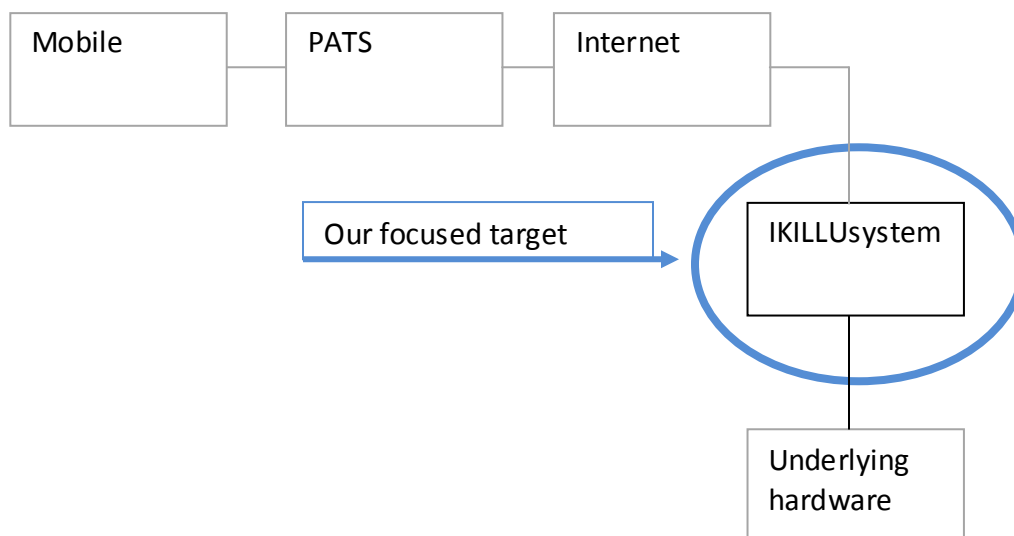 Mobile
PATS
Internet
Our focused target
IKILLUsystem
Underlying
hardware